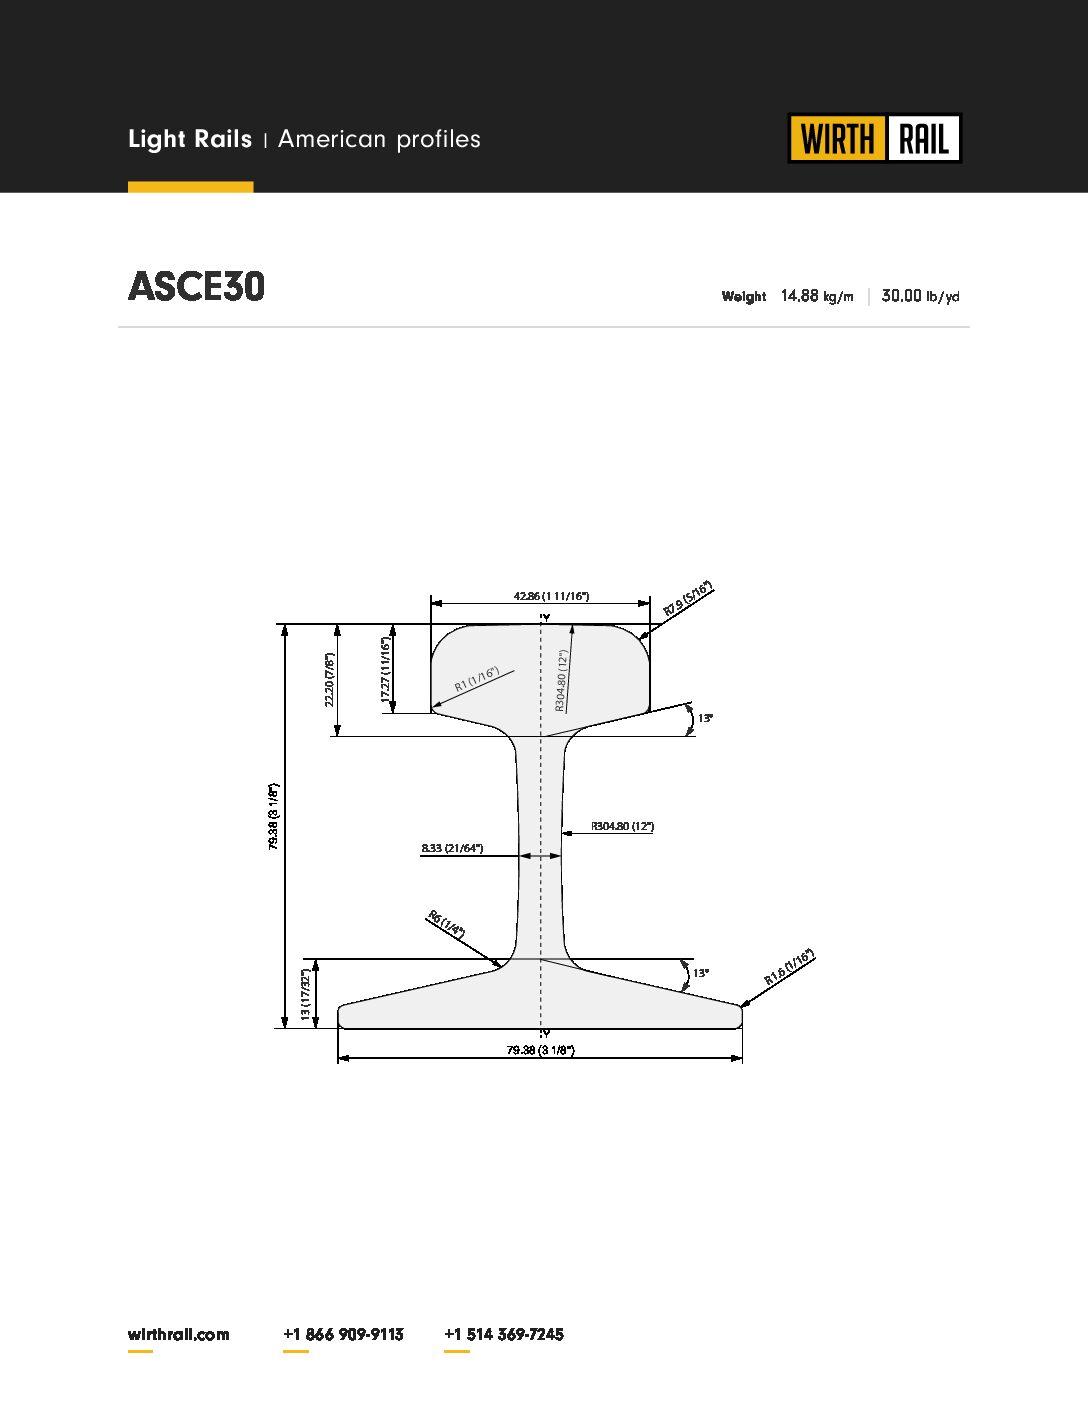 Light Rails | American profiles
WIRTH RAIL
ASCE30
Weight 14.88 kg/m | 30.00 lb/yd
42.86 (1 11/16")
R7.9 (5/16")
Y
22.20 (7/8")
17.27 (11/16")
R1 (1/16")
R304.80 (12")
13°
79.38 (3 1/8")
R304.80 (12")
8.33 (21/64")
R6 (1/4")
13 (17/32")
13°
R1.6 (1/16")
Y
79.38 (3 1/8")
wirthrail.com +1 866 909-9113 +1 514 369-7245